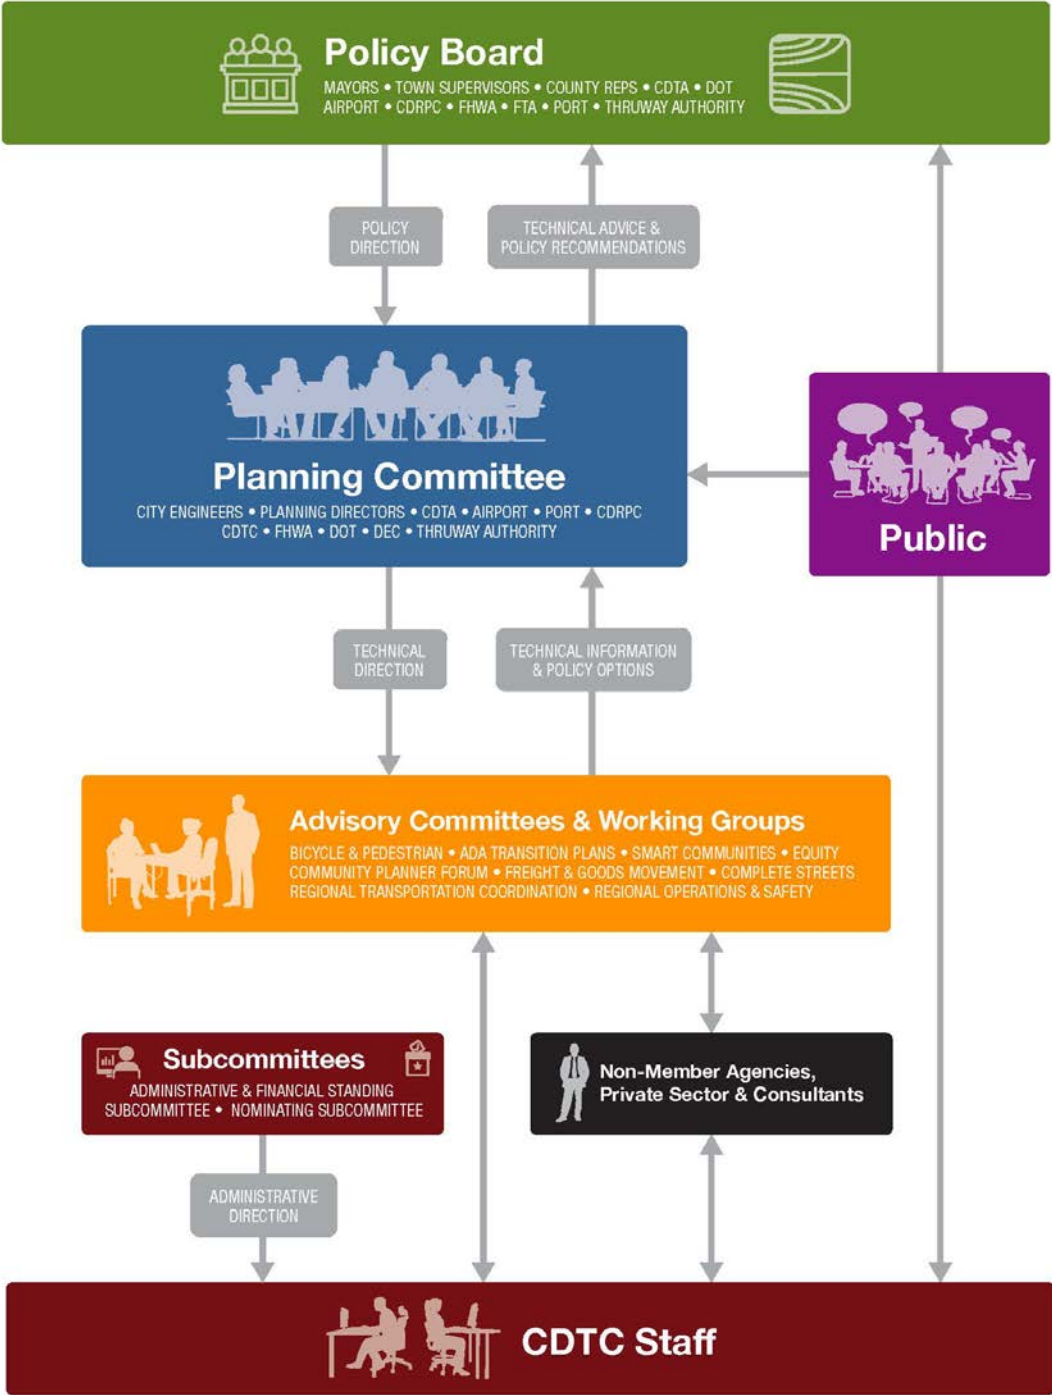 Policy Board
MAYORS • TOWN SUPERVISORS • COUNTY REPS • CDTA • DOT
AIRPORT • CDRPC • FHWA • FTA • PORT • THRUWAY AUTHORITY
POLICY
DIRECTION
TECHNICAL ADVICE &
POLICY RECOMMENDATIONS
Planning Committee
CITY ENGINEERS • PLANNING DIRECTORS • CDTA • AIRPORT • PORT • CDRPC
CDTC • FHWA • DOT • DEC • THRUWAY AUTHORITY
Public
TECHNICAL
DIRECTION
TECHNICAL INFORMATION
& POLICY OPTIONS
Advisory Committees & Working Groups
BICYCLE & PEDESTRIAN • ADA TRANSITION PLANS • SMART COMMUNITIES • EQUITY
COMMUNITY PLANNER FORUM • FREIGHT & GOODS MOVEMENT • COMPLETE STREETS
REGIONAL TRANSPORTATION COORDINATION • REGIONAL OPERATIONS & SAFETY
Subcommittees
ADMINISTRATIVE & FINANCIAL STANDING
SUBCOMMITTEE • NOMINATING SUBCOMMITTEE
Non-Member Agencies,
Private Sector & Consultants
ADMINISTRATIVE
DIRECTION
CDTC Staff